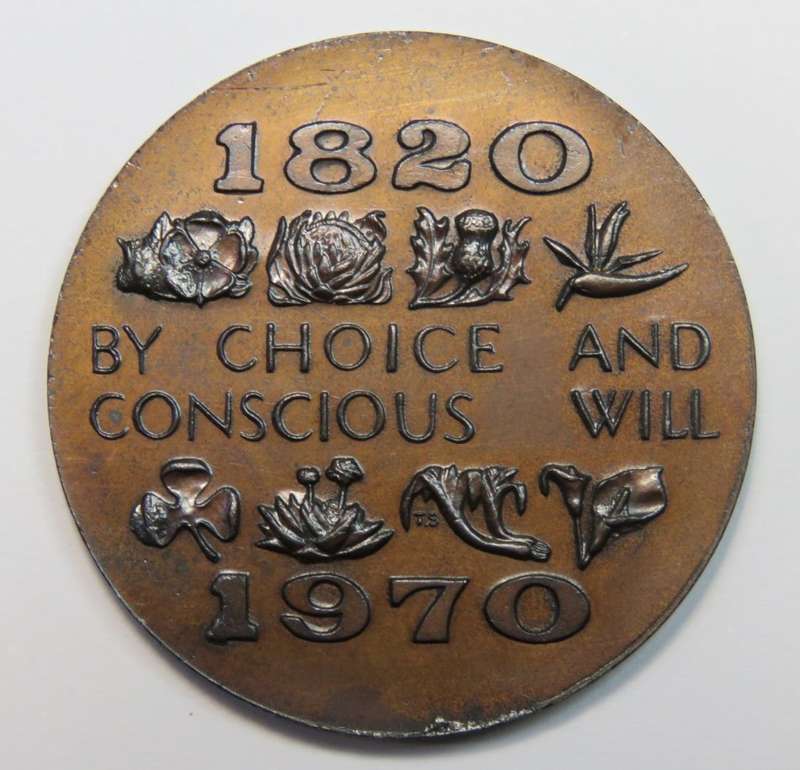 1820
BY CHOICE AND
CONSCIOUS WILL
T.S
1970